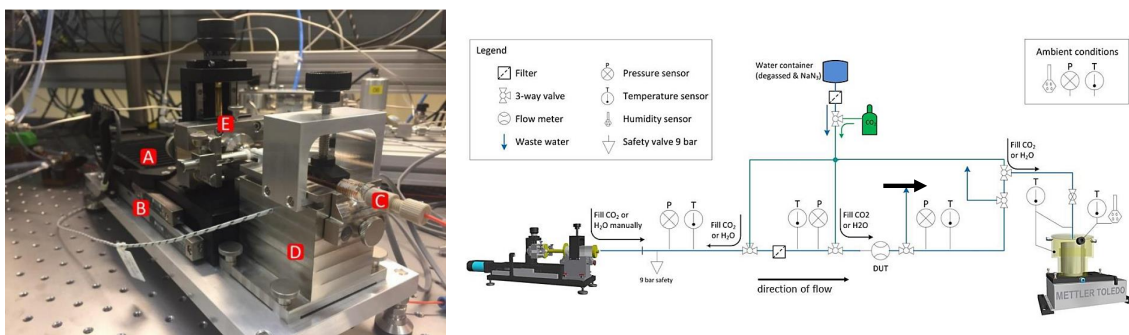 A
B
C
D
E
Legend
Filter
3-way valve
Flow meter
Waste water
P
Pressure sensor
T
Temperature sensor
Humidity sensor
Safety valve 9 bar
Water container
(degassed & NaN₃)
CO₂
Ambient conditions
P T
Fill CO₂
or H₂O
Fill CO₂ or
H₂O manually
P T
Fill CO₂
or H₂O
T P
Fill CO2
or H2O
P T
T
T
9 bar safety
DUT
direction of flow
METTLER TOLEDO